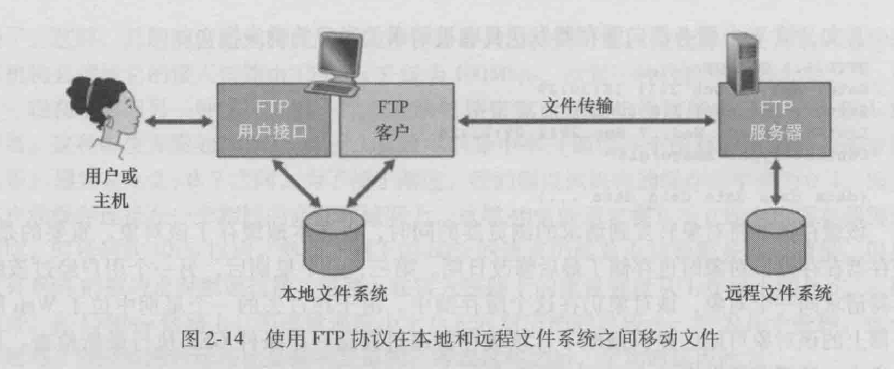 FTP
用户接口
FTP
客户
文件传输
FTP
服务器
用户或
主机
本地文件系统
远程文件系统
图 2-14 使用 FTP 协议在本地和远程文件系统之间移动文件